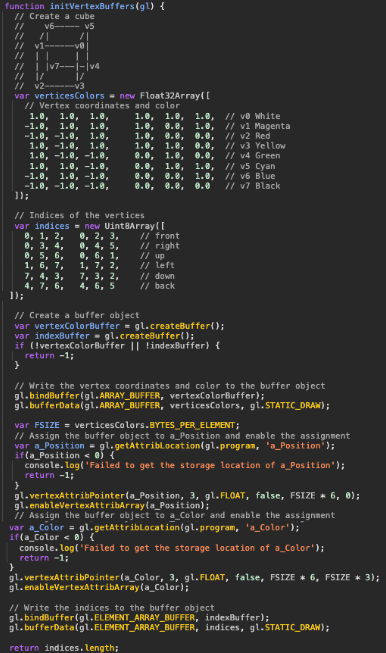 function initVertexBuffers(gl) {
  // Create a cube
  //    v6----- v5
  //   /|      /|
  //  v1------v0|
  //  | |     | |
  //  | |v7---|-|v4
  //  |/      |/
  //  v2------v3
  var verticesColors = new Float32Array([
    // Vertex coordinates and color
     1.0,  1.0,  1.0,     1.0,  1.0,  1.0,  // v0 White
    -1.0,  1.0,  1.0,     1.0,  0.0,  1.0,  // v1 Magenta
    -1.0, -1.0,  1.0,     1.0,  0.0,  0.0,  // v2 Red
     1.0, -1.0,  1.0,     1.0,  1.0,  0.0,  // v3 Yellow
     1.0, -1.0, -1.0,     0.0,  1.0,  0.0,  // v4 Green
     1.0,  1.0, -1.0,     0.0,  1.0,  1.0,  // v5 Cyan
    -1.0,  1.0, -1.0,     0.0,  0.0,  1.0,  // v6 Blue
    -1.0, -1.0, -1.0,     0.0,  0.0,  0.0   // v7 Black
  ]);
  // Indices of the vertices
  var indices = new Uint8Array([
    0, 1, 2,   0, 2, 3,    // front
    0, 3, 4,   0, 4, 5,    // right
    0, 5, 6,   0, 6, 1,    // up
    1, 6, 7,   1, 7, 2,    // left
    7, 4, 3,   7, 3, 2,    // down
    4, 7, 6,   4, 6, 5     // back
 ]);
  // Create a buffer object
  var vertexColorBuffer = gl.createBuffer();
  var indexBuffer = gl.createBuffer();
  if (!vertexColorBuffer || !indexBuffer) {
    return -1;
  }
  // Write the vertex coordinates and color to the buffer object
  gl.bindBuffer(gl.ARRAY_BUFFER, vertexColorBuffer);
  gl.bufferData(gl.ARRAY_BUFFER, verticesColors, gl.STATIC_DRAW);
  var FSIZE = verticesColors.BYTES_PER_ELEMENT;
  // Assign the buffer object to a_Position and enable the assignment
  var a_Position = gl.getAttribLocation(gl.program, 'a_Position');
  if(a_Position < 0) {
    console.log('Failed to get the storage location of a_Position');
    return -1;
  }
  gl.vertexAttribPointer(a_Position, 3, gl.FLOAT, false, FSIZE * 6, 0);
  gl.enableVertexAttribArray(a_Position);
  // Assign the buffer object to a_Color and enable the assignment
var a_Color = gl.getAttribLocation(gl.program, 'a_Color');
if(a_Color < 0) {
  console.log('Failed to get the storage location of a_Color');
  return -1;
}
gl.vertexAttribPointer(a_Color, 3, gl.FLOAT, false, FSIZE * 6, FSIZE * 3);
gl.enableVertexAttribArray(a_Color);
// Write the indices to the buffer object
gl.bindBuffer(gl.ELEMENT_ARRAY_BUFFER, indexBuffer);
gl.bufferData(gl.ELEMENT_ARRAY_BUFFER, indices, gl.STATIC_DRAW);
return indices.length;